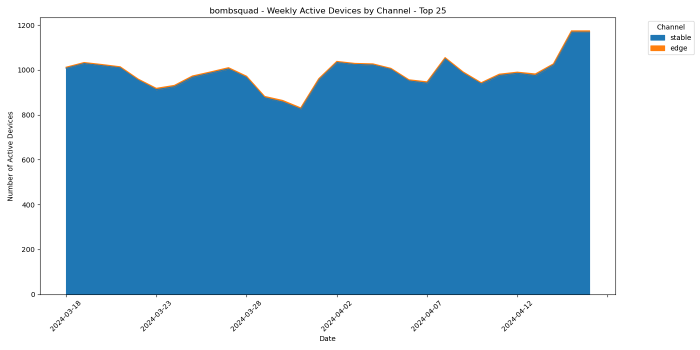 bombsquad - Weekly Active Devices by Channel - Top 25
Channel
stable
edge
Number of Active Devices
1200
1000
800
600
400
200
0
2024-03-18
2024-03-23
2024-03-28
2024-04-02
2024-04-07
2024-04-12
Date